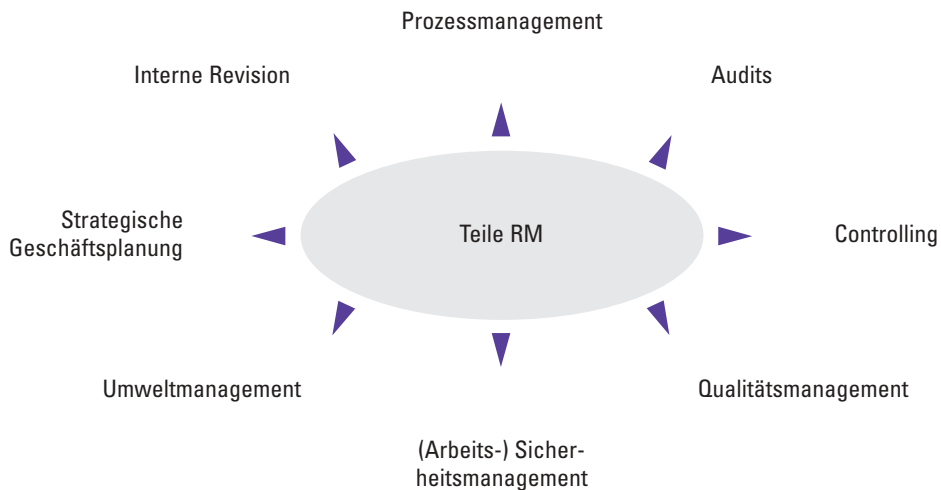 Prozessmanagement
Interne Revision
Audits
Strategische
Geschäftsplanung
Teile RM
Controlling
Umweltmanagement
Qualitätsmanagement
(Arbeits-) Sicher-
heitsmanagement